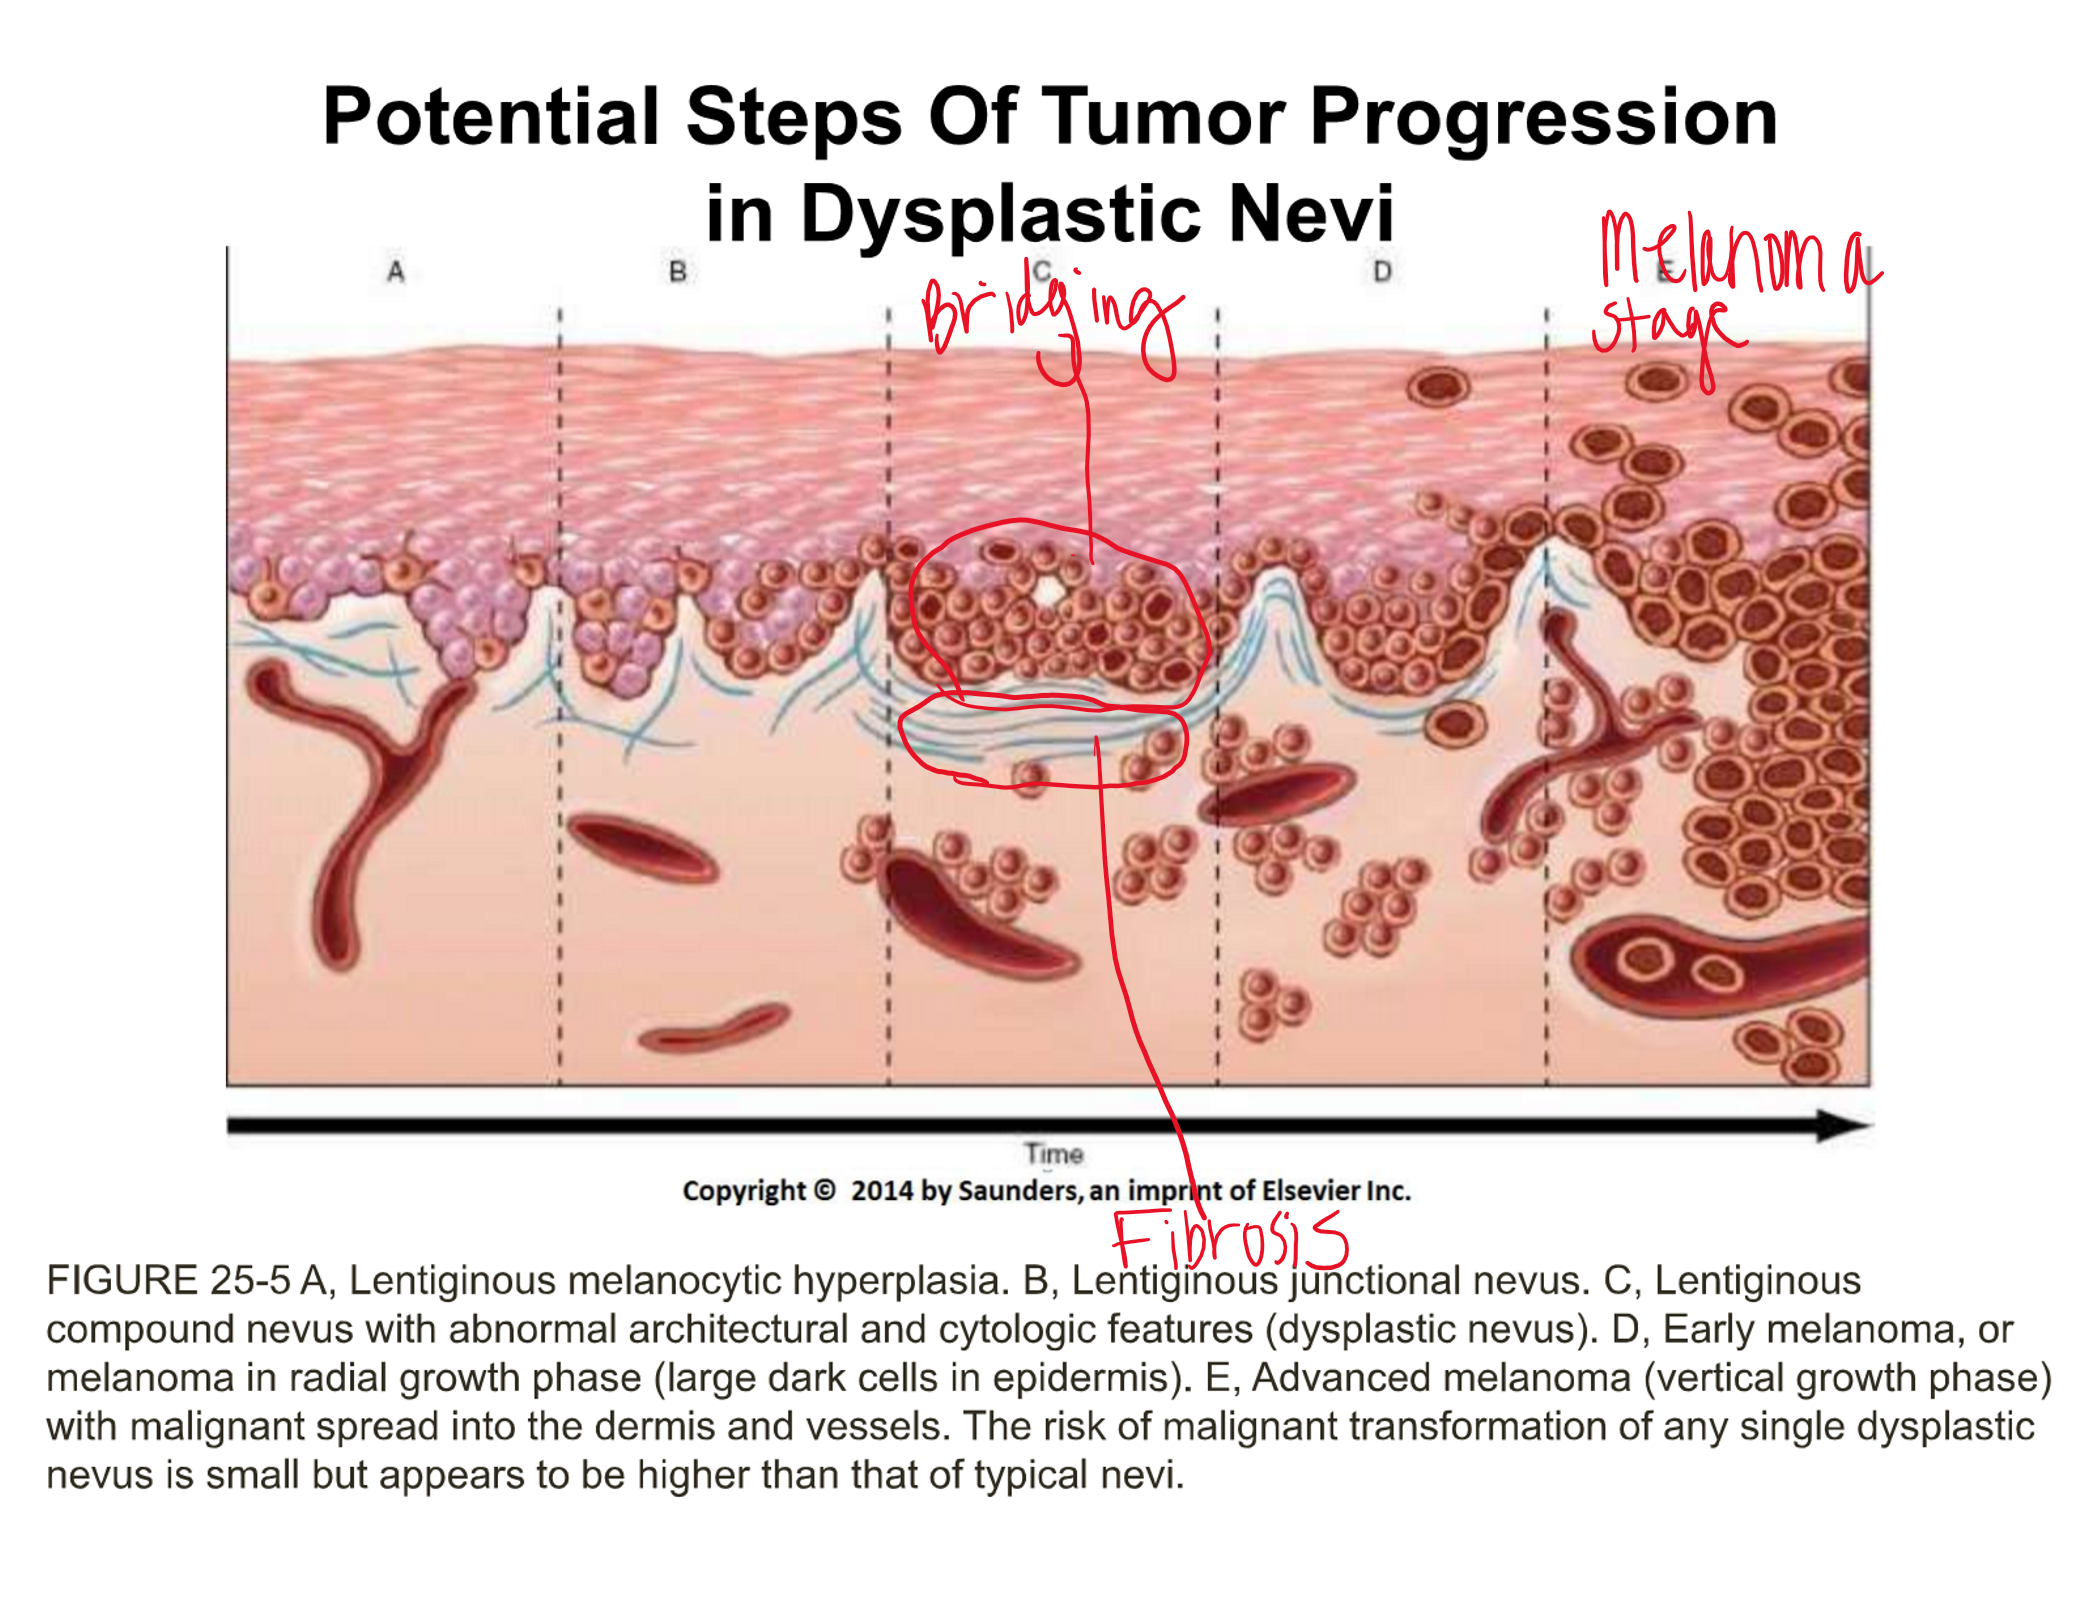 Potential Steps Of Tumor Progression
in Dysplastic Nevi
A B C D E
Bridging
Melanoma
stage
Time
Copyright © 2014 by Saunders, an imprint of Elsevier Inc.
Fibrosis
FIGURE 25-5 A, Lentiginous melanocytic hyperplasia. B, Lentiginous junctional nevus. C, Lentiginous
compound nevus with abnormal architectural and cytologic features (dysplastic nevus). D, Early melanoma, or
melanoma in radial growth phase (large dark cells in epidermis). E, Advanced melanoma (vertical growth phase)
with malignant spread into the dermis and vessels. The risk of malignant transformation of any single dysplastic
nevus is small but appears to be higher than that of typical nevi.